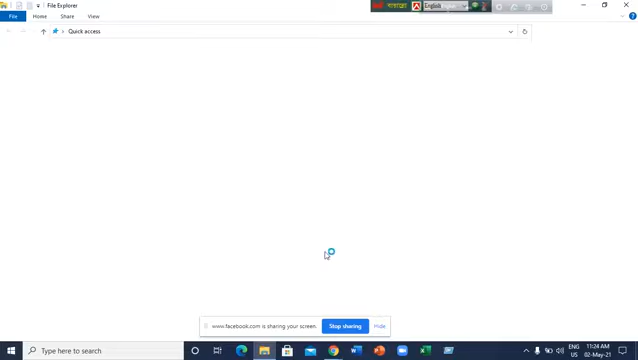 File Explorer
English
File Home Share View
Quick access
www.facebook.com is sharing your screen. Stop sharing Hide
Type here to search
ENG
US
11:24 AM
02-May-21